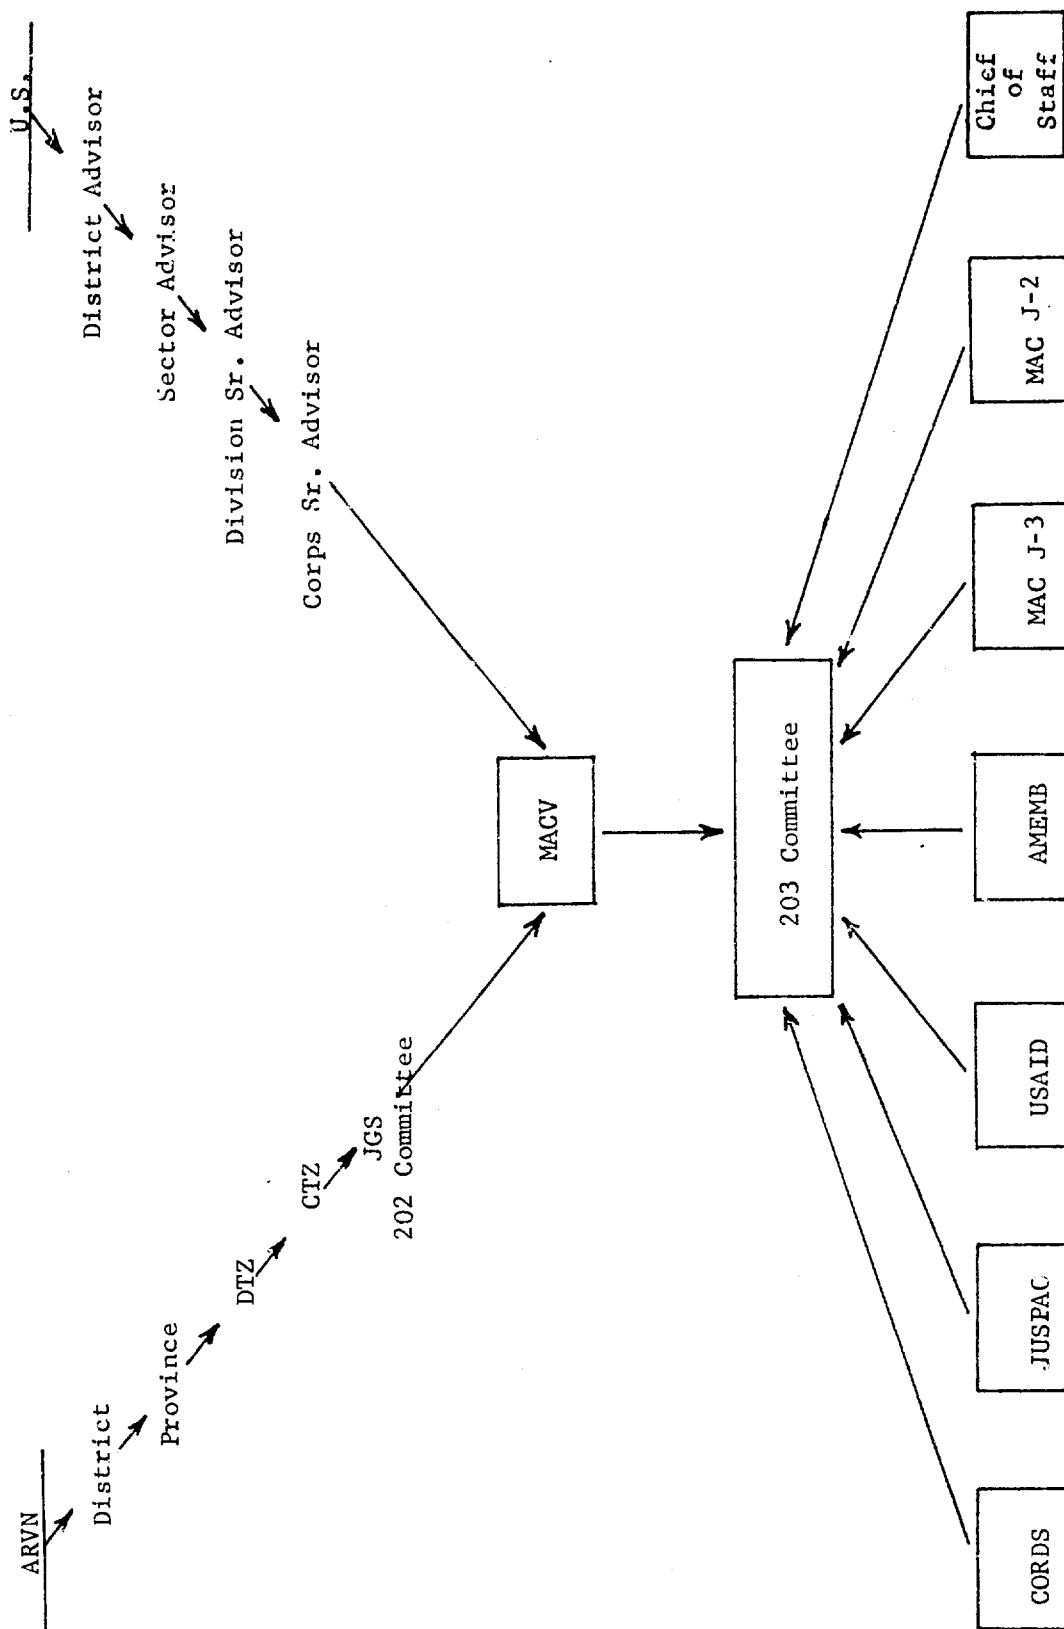 ARVN
District
Province
DTZ
CTZ
JGS
202 Committee
U.S.
District Advisor
Sector Advisor
Division Sr. Advisor
Corps Sr. Advisor
MACV
203 Committee
CORDS
JUSPAO
USAID
AMEMB
MAC J-3
MAC J-2
Chief
of
Staff